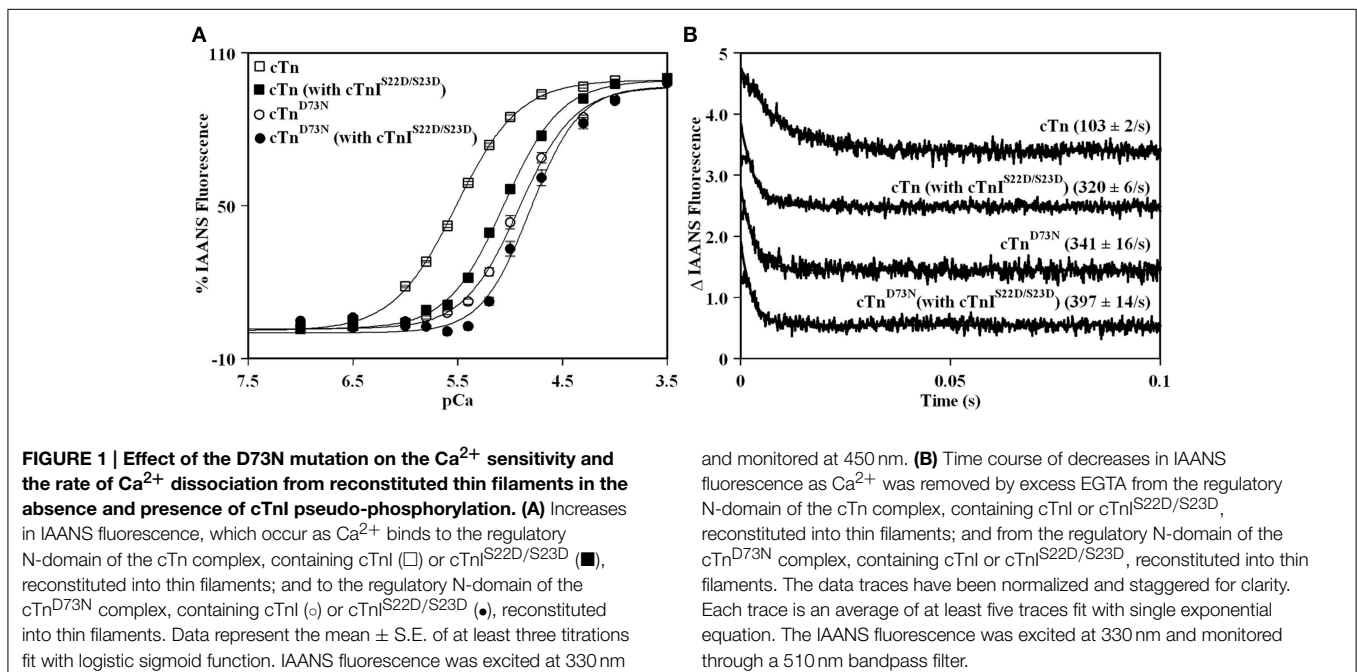 A
110
50
-10
% IAANS Fluorescence
□ cTn
■ cTn (with cTnI^S22D/S23D)
○ cTn^D73N
● cTn^D73N (with cTnI^S22D/S23D)
7.5 6.5 5.5 4.5 3.5
pCa
B
5
4.0
3.0
2.0
1.0
0
Δ IAANS Fluorescence
cTn (103 ± 2/s)
cTn (with cTnI^S22D/S23D) (320 ± 6/s)
cTn^D73N (341 ± 16/s)
cTn^D73N(with cTnI^S22D/S23D) (397 ± 14/s)
0 0.05 0.1
Time (s)
FIGURE 1 | Effect of the D73N mutation on the Ca2+ sensitivity and
the rate of Ca2+ dissociation from reconstituted thin filaments in the
absence and presence of cTnI pseudo-phosphorylation. (A) Increases
in IAANS fluorescence, which occur as Ca2+ binds to the regulatory
N-domain of the cTn complex, containing cTnI (□) or cTnI^S22D/S23D (■),
reconstituted into thin filaments; and to the regulatory N-domain of the
cTn^D73N complex, containing cTnI (○) or cTnI^S22D/S23D (●), reconstituted
into thin filaments. Data represent the mean ± S.E. of at least three titrations
fit with logistic sigmoid function. IAANS fluorescence was excited at 330 nm
and monitored at 450 nm. (B) Time course of decreases in IAANS
fluorescence as Ca2+ was removed by excess EGTA from the regulatory
N-domain of the cTn complex, containing cTnI or cTnI^S22D/S23D,
reconstituted into thin filaments; and from the regulatory N-domain of the
cTn^D73N complex, containing cTnI or cTnI^S22D/S23D, reconstituted into thin
filaments. The data traces have been normalized and staggered for clarity.
Each trace is an average of at least five traces fit with single exponential
equation. The IAANS fluorescence was excited at 330 nm and monitored
through a 510 nm bandpass filter.